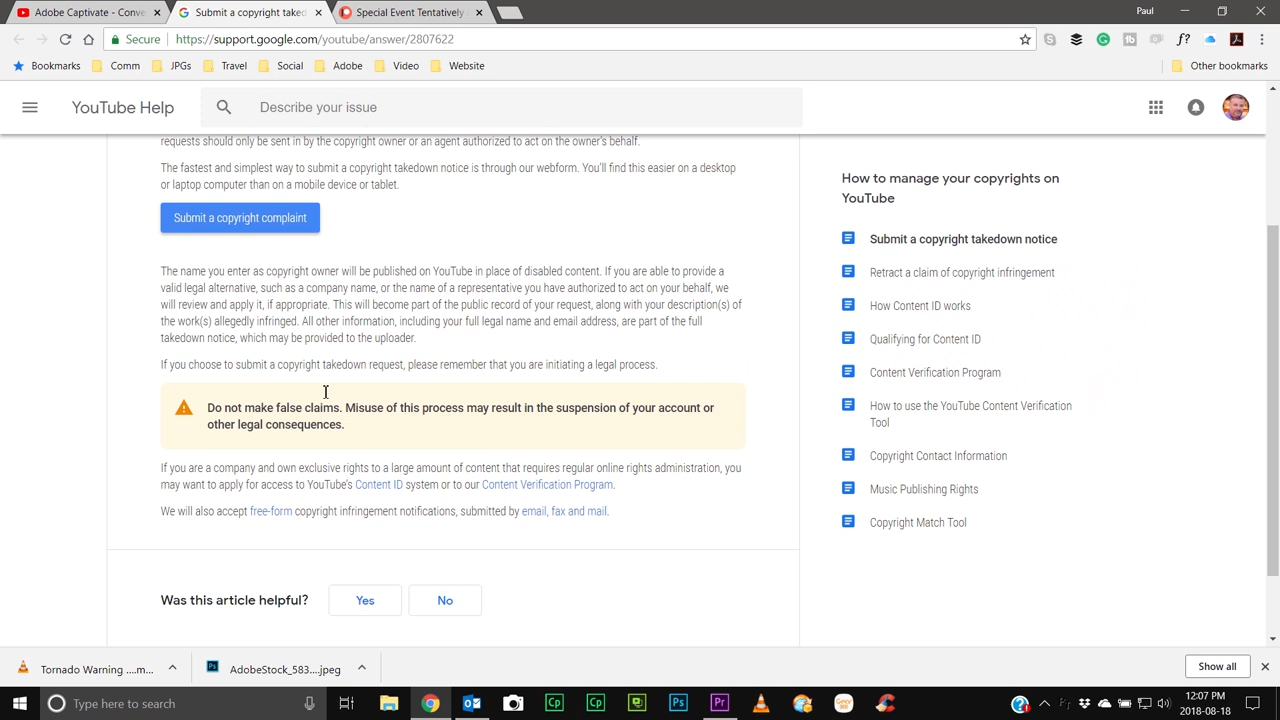 Adobe Captivate - Conve
Submit a copyright taked
Special Event Tentatively
Paul
Secure
https://support.google.com/youtube/answer/2807622
Bookmarks
Comm
JPGs
Travel
Social
Adobe
Video
Website
Other bookmarks
YouTube Help
Describe your issue
requests should only be sent in by the copyright owner or an agent authorized to act on the owner's behalf.
The fastest and simplest way to submit a copyright takedown notice is through our webform. You'll find this easier on a desktop
or laptop computer than on a mobile device or tablet.
Submit a copyright complaint
The name you enter as copyright owner will be published on YouTube in place of disabled content. If you are able to provide a
valid legal alternative, such as a company name, or the name of a representative you have authorized to act on your behalf, we
will review and apply it, if appropriate. This will become part of the public record of your request, along with your description(s) of
the work(s) allegedly infringed. All other information, including your full legal name and email address, are part of the full
takedown notice, which may be provided to the uploader.
If you choose to submit a copyright takedown request, please remember that you are initiating a legal process.
Do not make false claims. Misuse of this process may result in the suspension of your account or
other legal consequences.
If you are a company and own exclusive rights to a large amount of content that requires regular online rights administration, you
may want to apply for access to YouTube's Content ID system or to our Content Verification Program.
We will also accept free-form copyright infringement notifications, submitted by email, fax and mail.
Was this article helpful?
Yes
No
How to manage your copyrights on
YouTube
Submit a copyright takedown notice
Retract a claim of copyright infringement
How Content ID works
Qualifying for Content ID
Content Verification Program
How to use the YouTube Content Verification
Tool
Copyright Contact Information
Music Publishing Rights
Copyright Match Tool
Tornado Warning ....m...
AdobeStock_583....jpeg
Show all
Type here to search
12:07 PM
2018-08-18